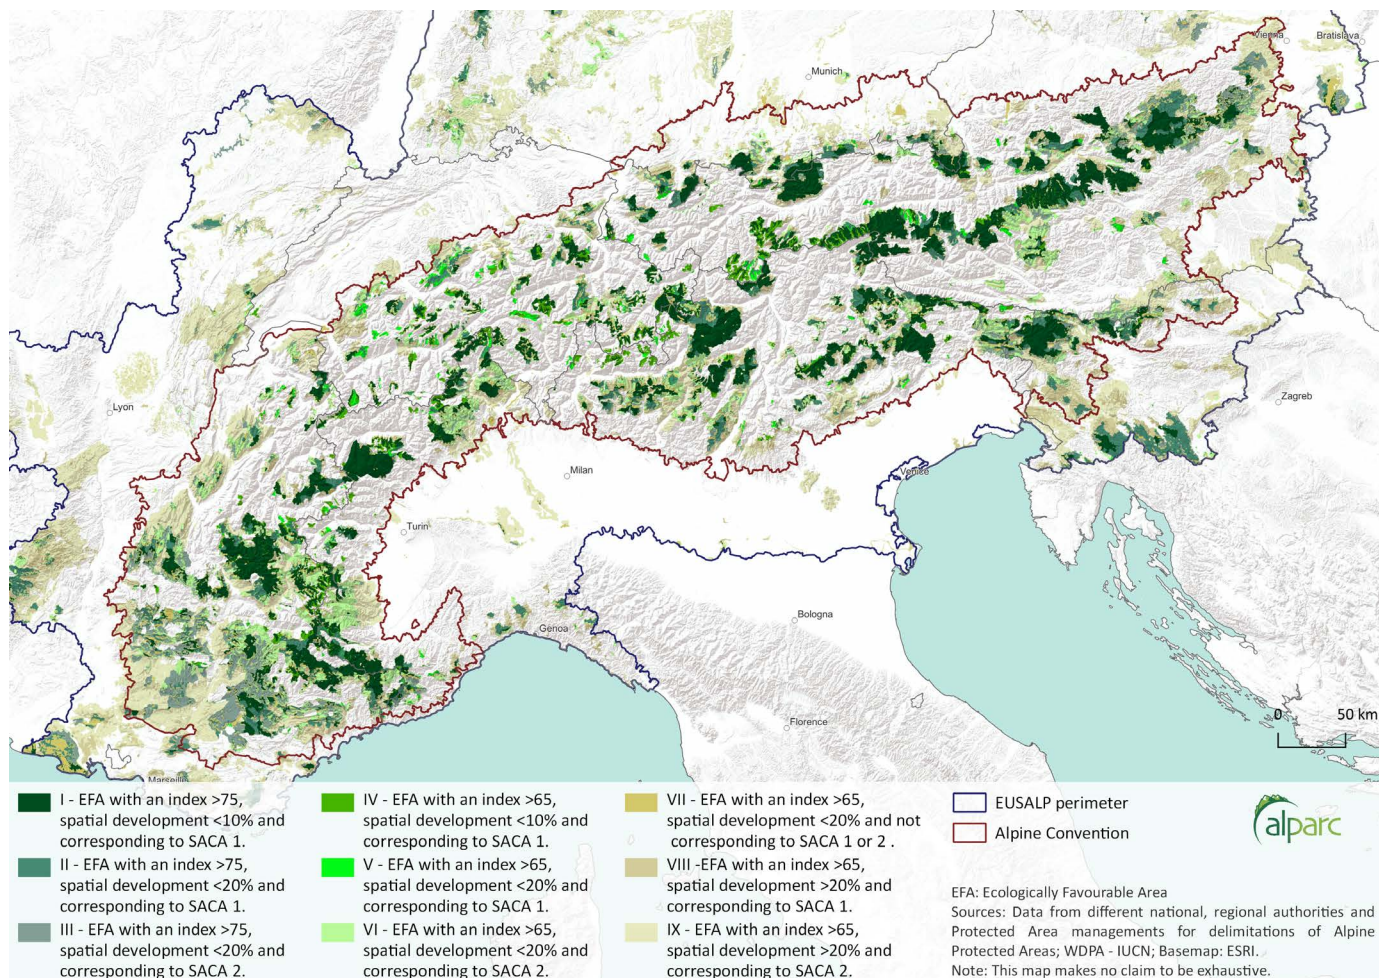 Vienna
Bratislava
Munich
Lyon
Zagreb
Milan
Venice
Turin
Bologna
Genoa
Florence
0 50 km
Marseille
I - EFA with an index >75,
spatial development <10% and
corresponding to SACA 1.
II - EFA with an index >75,
spatial development <20% and
corresponding to SACA 1.
III - EFA with an index >75,
spatial development <20% and
corresponding to SACA 2.
IV - EFA with an index >65,
spatial development <10% and
corresponding to SACA 1.
V - EFA with an index >65,
spatial development <20% and
corresponding to SACA 1.
VI - EFA with an index >65,
spatial development <20% and
corresponding to SACA 2.
VII - EFA with an index >65,
spatial development <20% and not
corresponding to SACA 1 or 2 .
VIII -EFA with an index >65,
spatial development >20% and
corresponding to SACA 1.
IX - EFA with an index >65,
spatial development >20% and
corresponding to SACA 2.
EUSALP perimeter
Alpine Convention
alparc
EFA: Ecologically Favourable Area
Sources: Data from different national, regional authorities and
Protected Area managements for delimitations of Alpine
Protected Areas; WDPA - IUCN; Basemap: ESRI.
Note: This map makes no claim to be exhaustive.